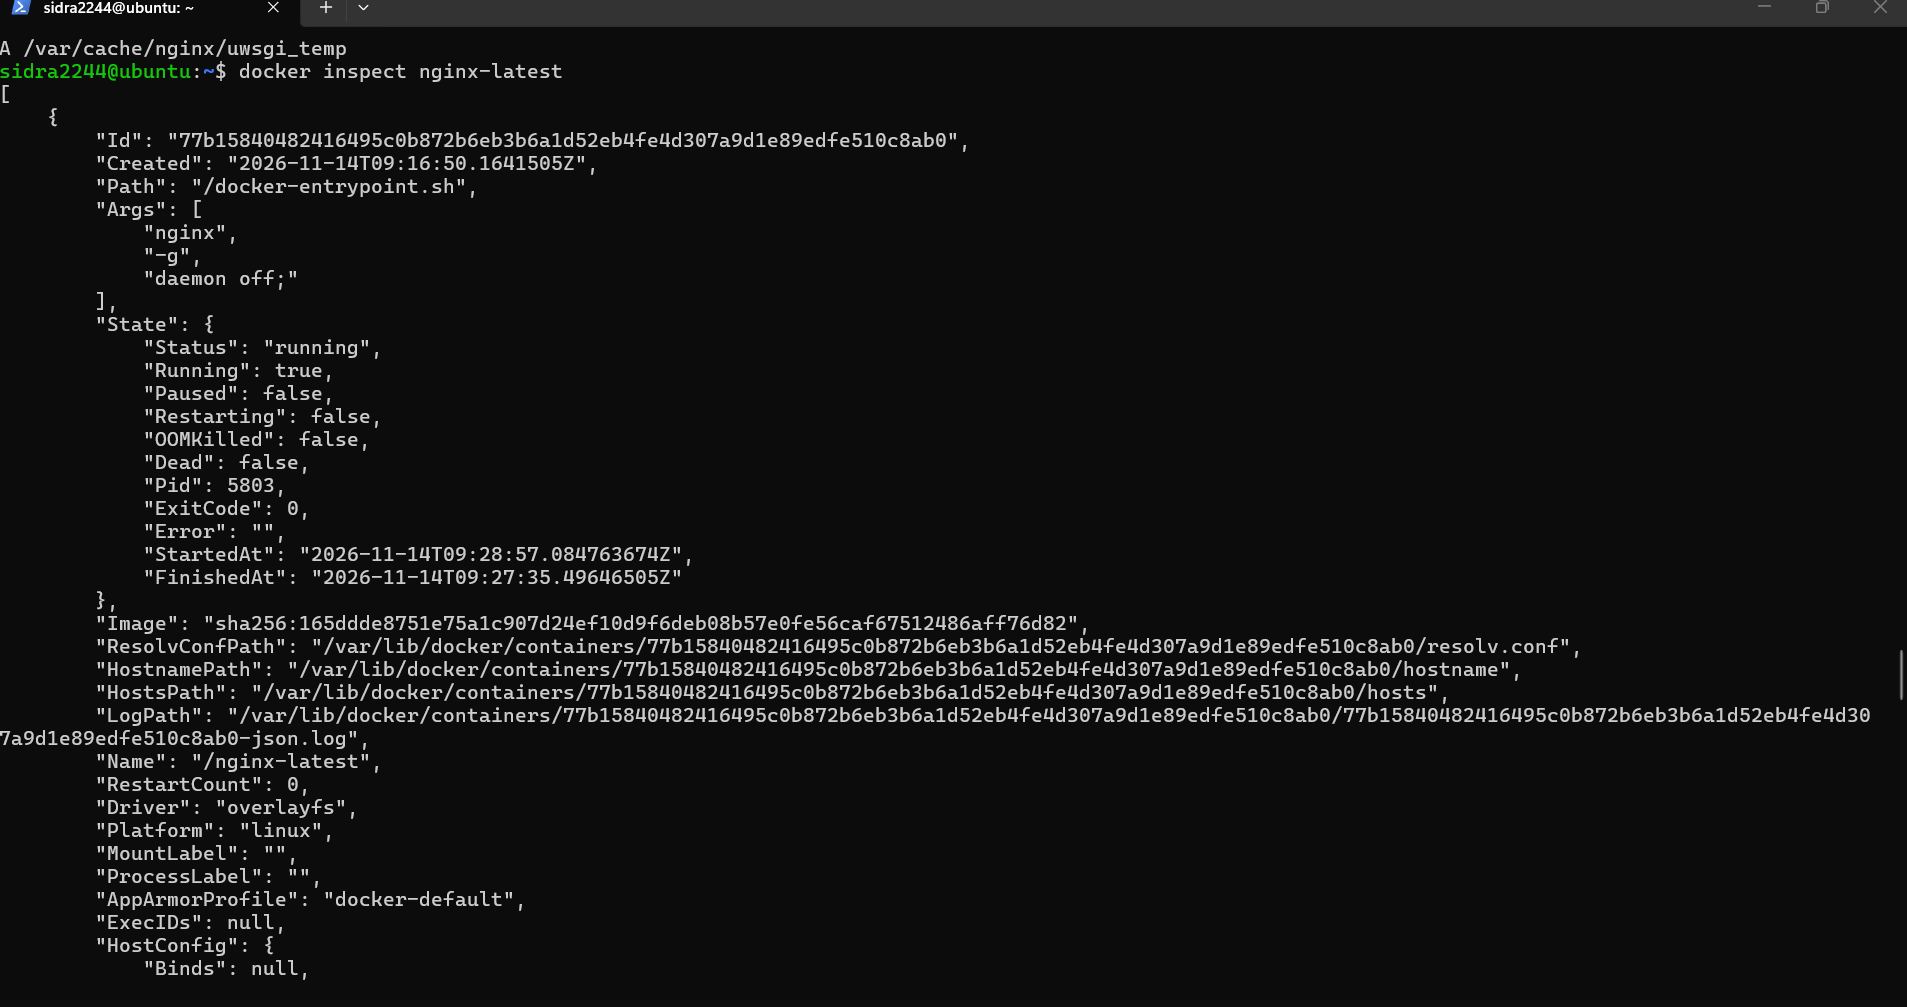 sidra2244@ubuntu: ~
A /var/cache/nginx/uwsgi_temp
sidra2244@ubuntu:~$ docker inspect nginx-latest
[
    {
        "Id": "77b15840482416495c0b872b6eb3b6a1d52eb4fe4d307a9d1e89edfe510c8ab0",
        "Created": "2026-11-14T09:16:50.1641505Z",
        "Path": "/docker-entrypoint.sh",
        "Args": [
            "nginx",
            "-g",
            "daemon off;"
        ],
        "State": {
            "Status": "running",
            "Running": true,
            "Paused": false,
            "Restarting": false,
            "OOMKilled": false,
            "Dead": false,
            "Pid": 5803,
            "ExitCode": 0,
            "Error": "",
            "StartedAt": "2026-11-14T09:28:57.084763674Z",
            "FinishedAt": "2026-11-14T09:27:35.49646505Z"
        },
        "Image": "sha256:165ddde8751e75a1c907d24ef10d9f6deb08b57e0fe56caf67512486aff76d82",
        "ResolvConfPath": "/var/lib/docker/containers/77b15840482416495c0b872b6eb3b6a1d52eb4fe4d307a9d1e89edfe510c8ab0/resolv.conf",
        "HostnamePath": "/var/lib/docker/containers/77b15840482416495c0b872b6eb3b6a1d52eb4fe4d307a9d1e89edfe510c8ab0/hostname",
        "HostsPath": "/var/lib/docker/containers/77b15840482416495c0b872b6eb3b6a1d52eb4fe4d307a9d1e89edfe510c8ab0/hosts",
        "LogPath": "/var/lib/docker/containers/77b15840482416495c0b872b6eb3b6a1d52eb4fe4d307a9d1e89edfe510c8ab0/77b15840482416495c0b872b6eb3b6a1d52eb4fe4d30
7a9d1e89edfe510c8ab0-json.log",
        "Name": "/nginx-latest",
        "RestartCount": 0,
        "Driver": "overlayfs",
        "Platform": "linux",
        "MountLabel": "",
        "ProcessLabel": "",
        "AppArmorProfile": "docker-default",
        "ExecIDs": null,
        "HostConfig": {
            "Binds": null,